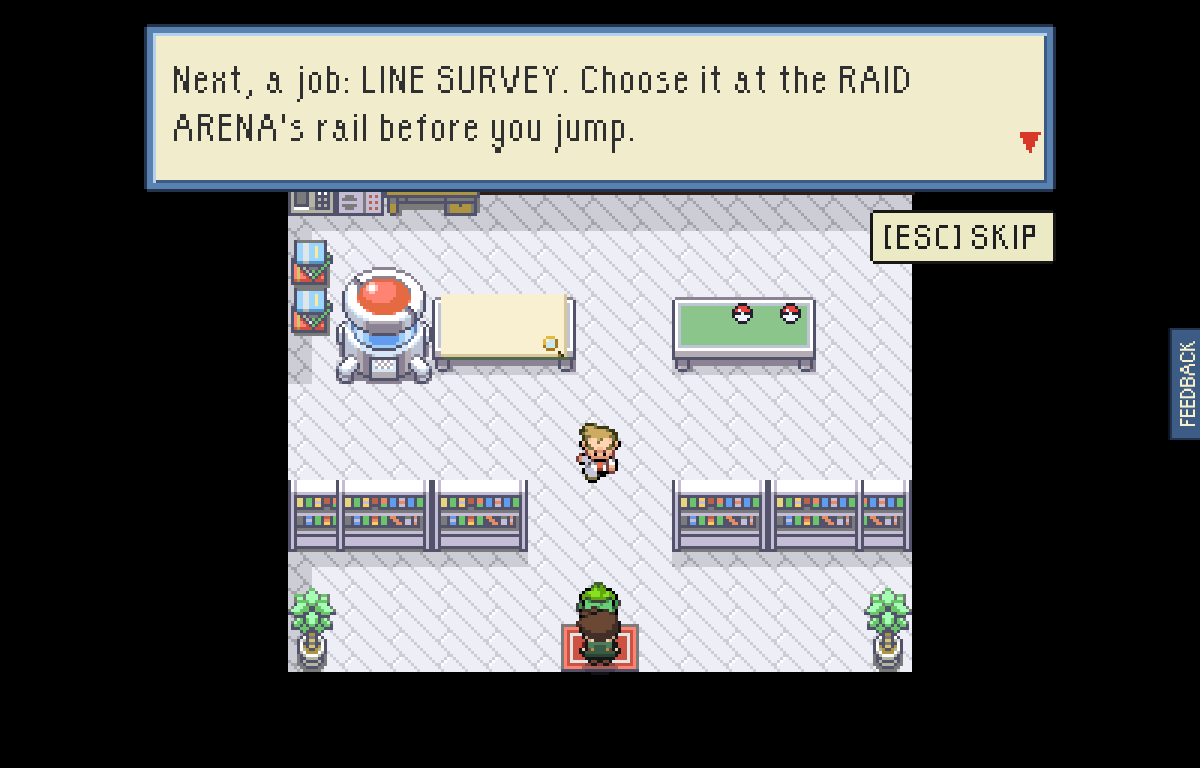 Next, a job: LINE SURVEY. Choose it at the RAID
ARENA's rail before you jump.
[ESC] SKIP
FEEDBACK